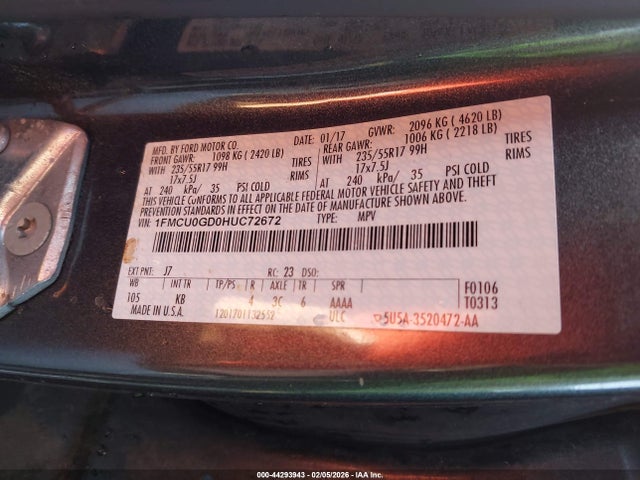 MFD. BY FORD MOTOR CO.
DATE: 01/17 GVWR: 2096 KG ( 4620 LB)
FRONT GAWR: 1098 KG ( 2420 LB) REAR GAWR: 1006 KG ( 2218 LB)
WITH 235/55R17 99H TIRES WITH 235/55R17 99H TIRES
17x7.5J RIMS 17x7.5J RIMS
AT 240 kPa/ 35 PSI COLD AT 240 kPa/ 35 PSI COLD
THIS VEHICLE CONFORMS TO ALL APPLICABLE FEDERAL MOTOR VEHICLE SAFETY AND THEFT
PREVENTION STANDARDS IN EFFECT ON THE DATE OF MANUFACTURE SHOWN ABOVE.
VIN: 1FMCU0GD0HUC72672 TYPE: MPV
EXT PNT: J7 RC: 23 DSO:
WB INT TR TP/PS R AXLE TR SPR F0106
105 KB 4 3C 6 AAAA T0313
MADE IN U.S.A. ULC 5U5A-3520472-AA
000-44293943 - 02/05/2026 - IAA Inc.